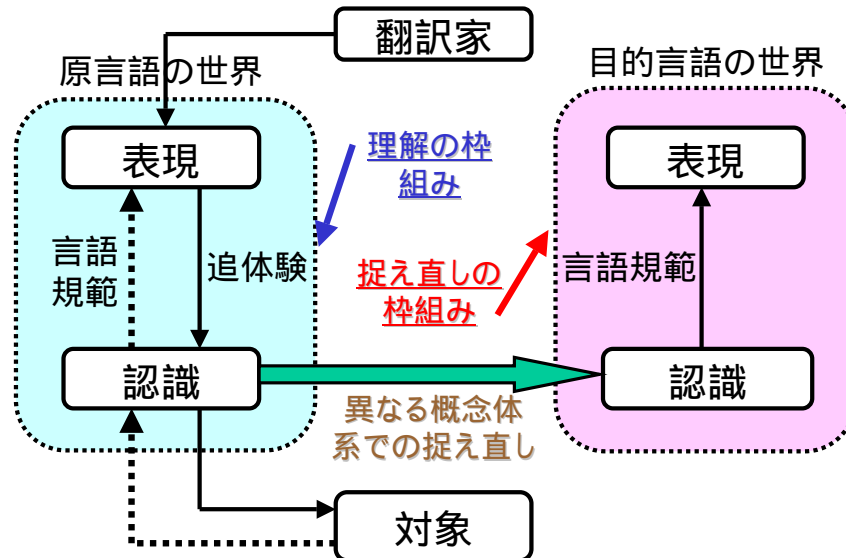 翻訳家
原言語の世界
目的言語の世界
表現
理解の枠
組み
表現
言語
規範
追体験
捉え直しの
枠組み
言語規範
認識
認識
異なる概念体
系での捉え直し
対象